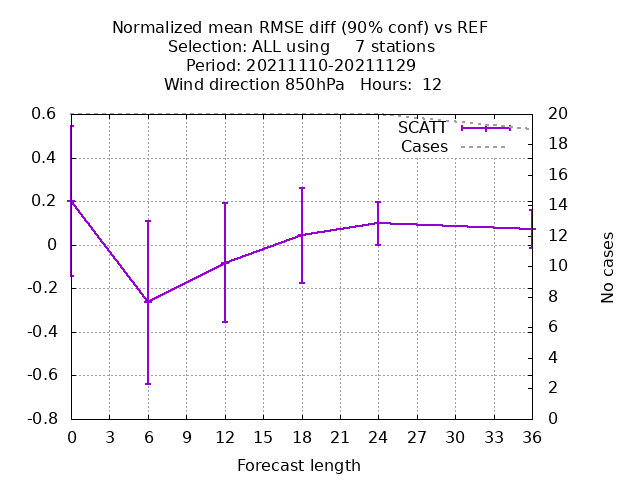 Normalized mean RMSE diff (90% conf) vs REF
Selection: ALL using     7 stations
Period: 20211110-20211129
Wind direction 850hPa   Hours:  12
0.6
0.4
0.2
0
-0.2
-0.4
-0.6
-0.8
SCATT
Cases
20
18
16
14
12
10
8
6
4
2
0
No cases
0 3 6 9 12 15 18 21 24 27 30 33 36
Forecast length